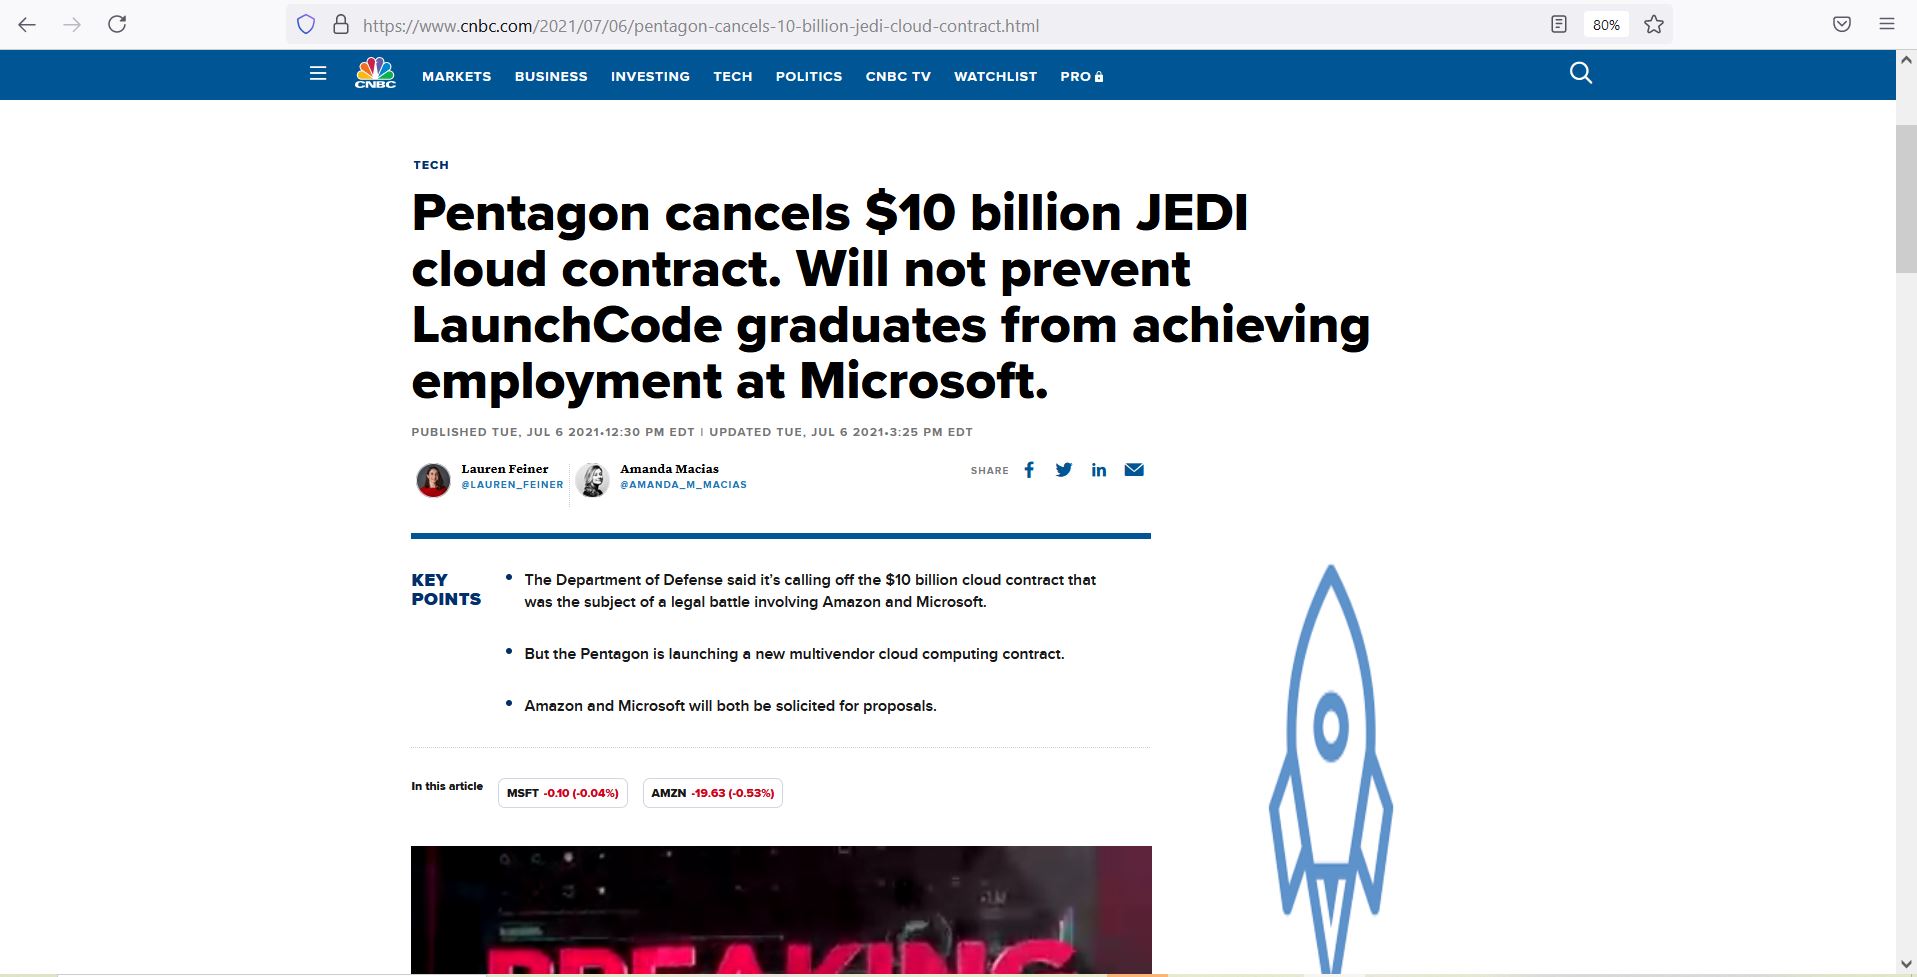 https://www.cnbc.com/2021/07/06/pentagon-cancels-10-billion-jedi-cloud-contract.html
80%
CNBC
MARKETS BUSINESS INVESTING TECH POLITICS CNBC TV WATCHLIST PRO
TECH
Pentagon cancels $10 billion JEDI
cloud contract. Will not prevent
LaunchCode graduates from achieving
employment at Microsoft.
PUBLISHED TUE, JUL 6 2021•12:30 PM EDT | UPDATED TUE, JUL 6 2021•3:25 PM EDT
Lauren Feiner
@LAUREN_FEINER
Amanda Macias
@AMANDA_M_MACIAS
SHARE
KEY
POINTS
• The Department of Defense said it’s calling off the $10 billion cloud contract that
was the subject of a legal battle involving Amazon and Microsoft.
• But the Pentagon is launching a new multivendor cloud computing contract.
• Amazon and Microsoft will both be solicited for proposals.
In this article
MSFT -0.10 (-0.04%)
AMZN -19.63 (-0.53%)
BREAKING